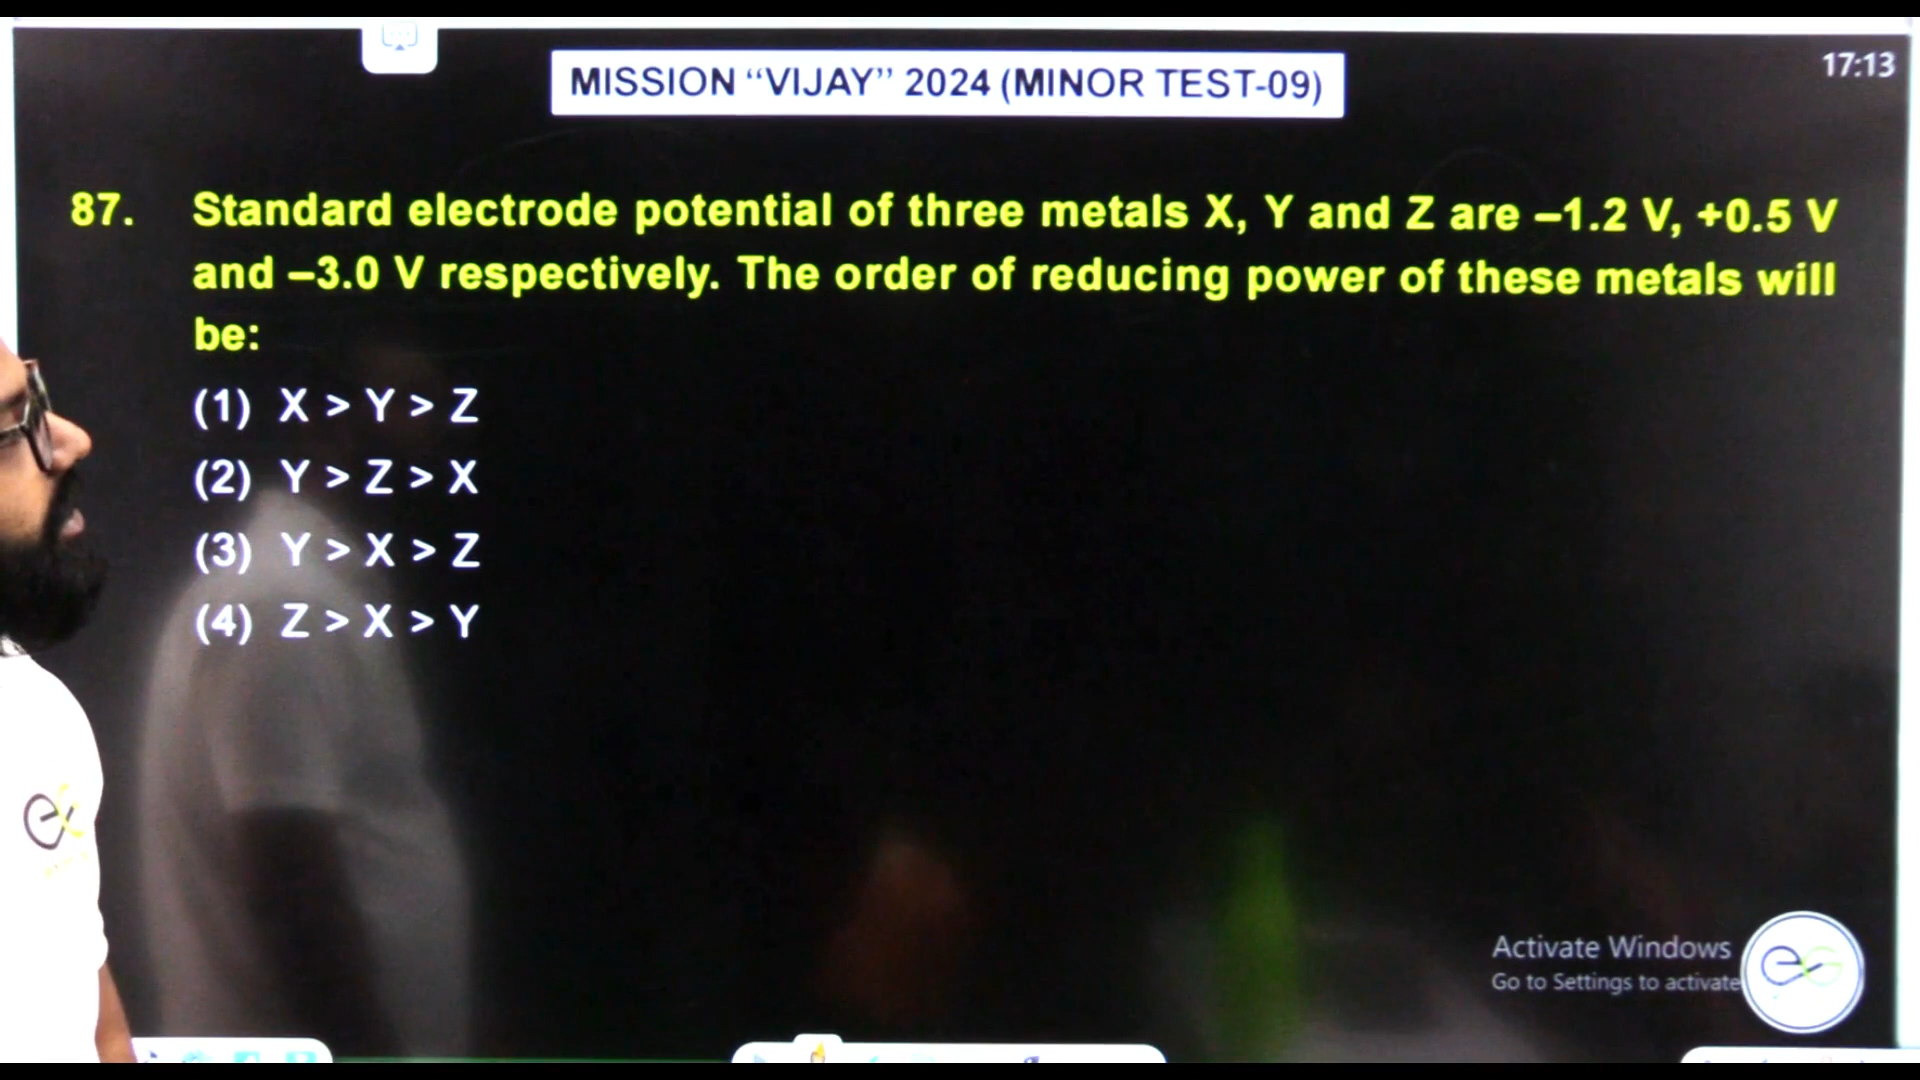 17:13
MISSION “VIJAY” 2024 (MINOR TEST-09)
87. Standard electrode potential of three metals X, Y and Z are –1.2 V, +0.5 V
and –3.0 V respectively. The order of reducing power of these metals will
be:
(1) X > Y > Z
(2) Y > Z > X
(3) Y > X > Z
(4) Z > X > Y
Activate Windows
Go to Settings to activate